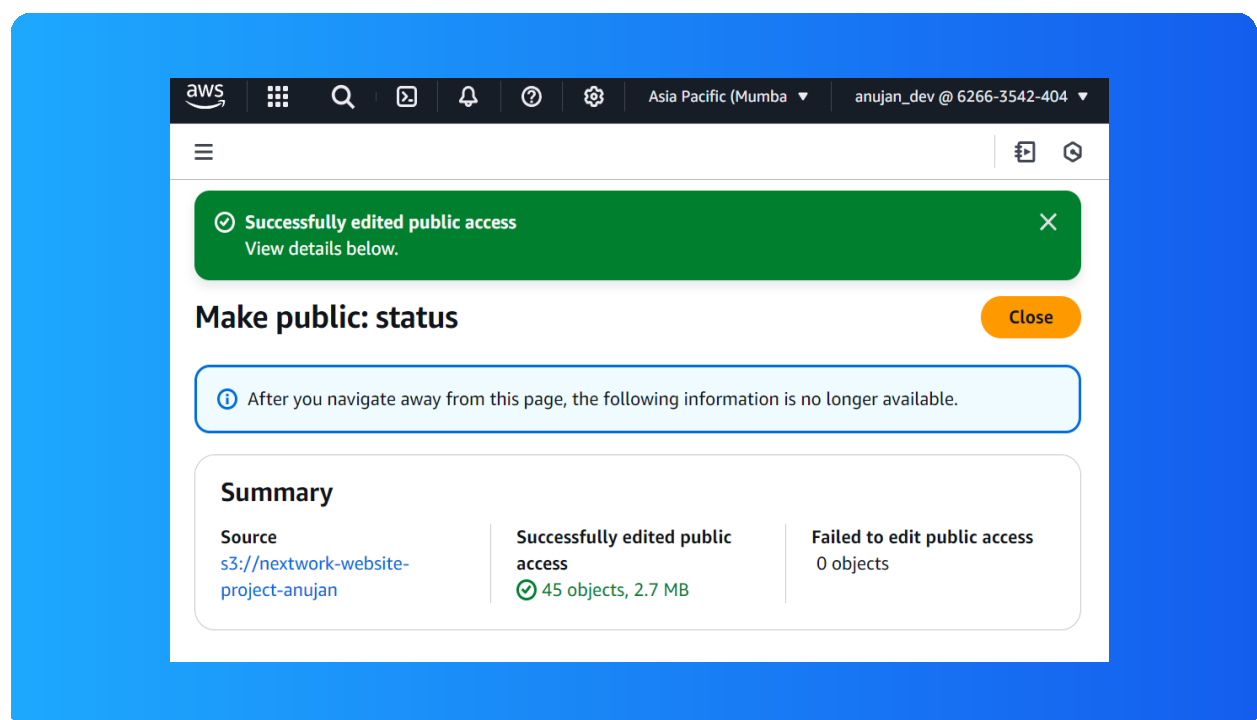 aws
Asia Pacific (Mumba
anujan_dev @ 6266-3542-404
Successfully edited public access
View details below.
Make public: status
Close
After you navigate away from this page, the following information is no longer available.
Summary
Source
s3://nextwork-website-
project-anujan
Successfully edited public
access
45 objects, 2.7 MB
Failed to edit public access
0 objects